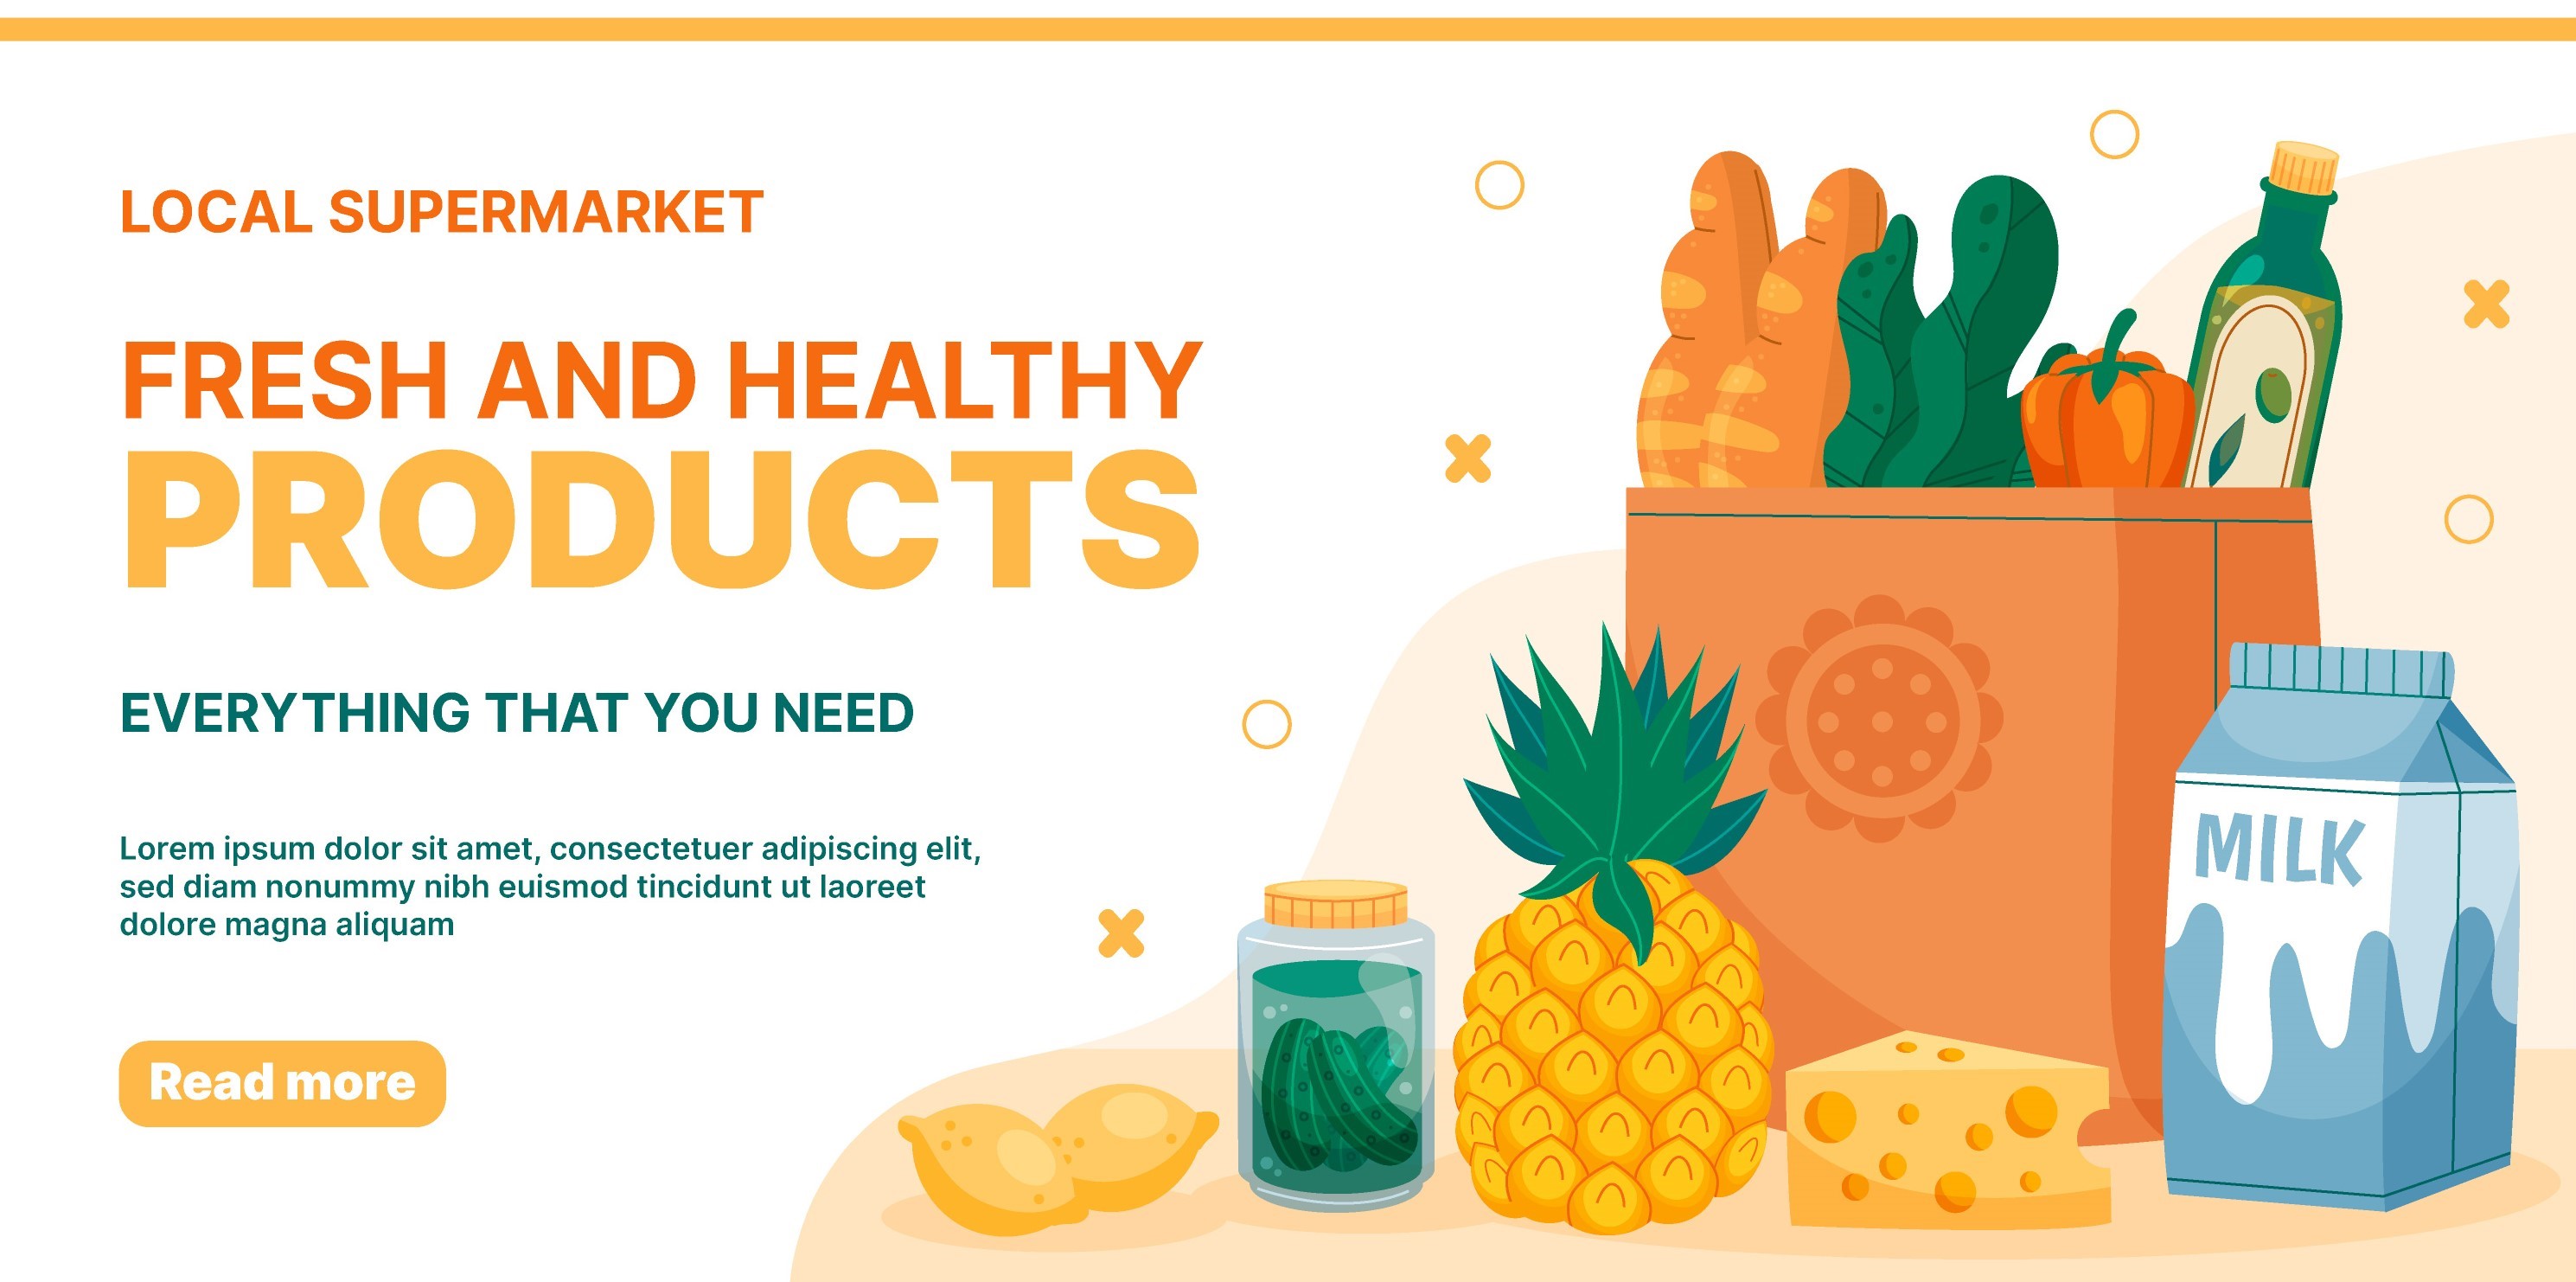 LOCAL SUPERMARKET
FRESH AND HEALTHY
PRODUCTS
EVERYTHING THAT YOU NEED
Lorem ipsum dolor sit amet, consectetuer adipiscing elit,
sed diam nonummy nibh euismod tincidunt ut laoreet
dolore magna aliquam
Read more
MILK